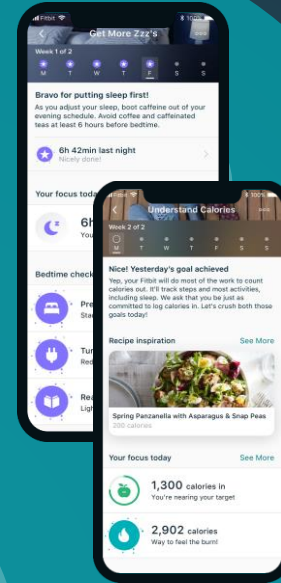 Fitbit
100%
Get More Zzz's
Week 1 of 2
M T W T F S S
Bravo for putting sleep first!
As you adjust your sleep, boot caffeine out of your
evening schedule. Avoid coffee and caffeinated
teas at least 6 hours before bedtime.
6h 42min last night
Nicely done!
Your focus toda
6h
You
Bedtime check
Pre
Star
Tur
Red
Rea
Ligh
Fitbit
100%
Understand Calories
Week 2 of 2
M T W T F S S
Nice! Yesterday's goal achieved
Yep, your Fitbit will do most of the work to count
calories out. It'll track steps and most activities,
including sleep. We ask that you be just as
committed to log calories in. Let's crush both those
goals today!
Recipe inspiration See More
Spring Panzanella with Asparagus & Snap Peas
290 calories
Your focus today See More
1,300 calories in
You're nearing your target
2,902 calories
Way to feel the burn!